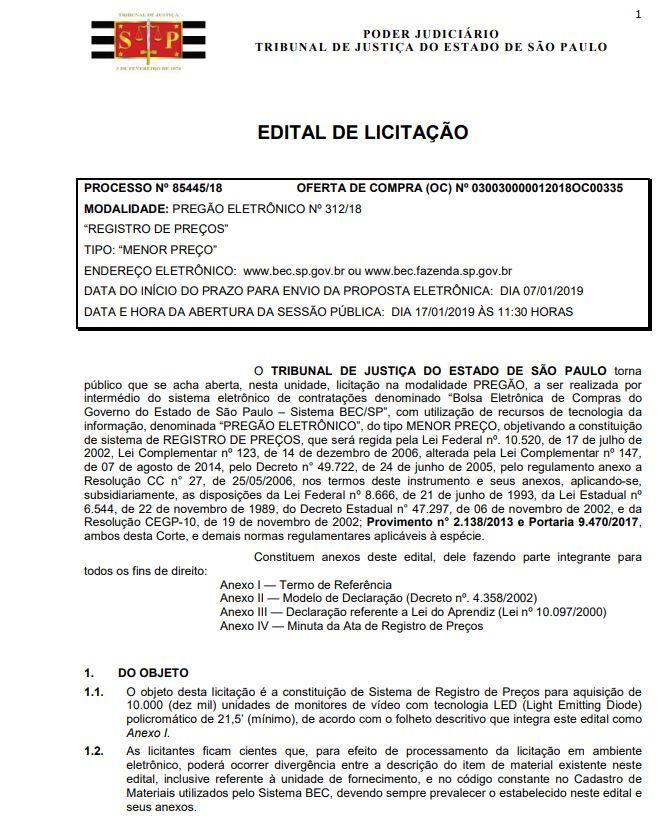 1
TRIBUNAL DE JUSTIÇA
S P
3 DE FEVEREIRO DE 1874
PODER JUDICIÁRIO
TRIBUNAL DE JUSTIÇA DO ESTADO DE SÃO PAULO
EDITAL DE LICITAÇÃO
PROCESSO Nº 85445/18 OFERTA DE COMPRA (OC) Nº 030030000012018OC00335
MODALIDADE: PREGÃO ELETRÔNICO Nº 312/18
“REGISTRO DE PREÇOS”
TIPO: “MENOR PREÇO”
ENDEREÇO ELETRÔNICO: www.bec.sp.gov.br ou www.bec.fazenda.sp.gov.br
DATA DO INÍCIO DO PRAZO PARA ENVIO DA PROPOSTA ELETRÔNICA: DIA 07/01/2019
DATA E HORA DA ABERTURA DA SESSÃO PÚBLICA: DIA 17/01/2019 ÀS 11:30 HORAS
O TRIBUNAL DE JUSTIÇA DO ESTADO DE SÃO PAULO torna
público que se acha aberta, nesta unidade, licitação na modalidade PREGÃO, a ser realizada por
intermédio do sistema eletrônico de contratações denominado “Bolsa Eletrônica de Compras do
Governo do Estado de São Paulo – Sistema BEC/SP”, com utilização de recursos de tecnologia da
informação, denominada “PREGÃO ELETRÔNICO”, do tipo MENOR PREÇO, objetivando a constituição
de sistema de REGISTRO DE PREÇOS, que será regida pela Lei Federal nº. 10.520, de 17 de julho de
2002, Lei Complementar nº 123, de 14 de dezembro de 2006, alterada pela Lei Complementar nº 147,
de 07 de agosto de 2014, pelo Decreto n° 49.722, de 24 de junho de 2005, pelo regulamento anexo a
Resolução CC n° 27, de 25/05/2006, nos termos deste instrumento e seus anexos, aplicando-se,
subsidiariamente, as disposições da Lei Federal nº 8.666, de 21 de junho de 1993, da Lei Estadual nº
6.544, de 22 de novembro de 1989, do Decreto Estadual n° 47.297, de 06 de novembro de 2002, e da
Resolução CEGP-10, de 19 de novembro de 2002; Provimento n° 2.138/2013 e Portaria 9.470/2017,
ambos desta Corte, e demais normas regulamentares aplicáveis à espécie.
Constituem anexos deste edital, dele fazendo parte integrante para
todos os fins de direito:
Anexo I — Termo de Referência
Anexo II — Modelo de Declaração (Decreto nº. 4.358/2002)
Anexo III — Declaração referente a Lei do Aprendiz (Lei nº 10.097/2000)
Anexo IV — Minuta da Ata de Registro de Preços
1. DO OBJETO
1.1. O objeto desta licitação é a constituição de Sistema de Registro de Preços para aquisição de
10.000 (dez mil) unidades de monitores de vídeo com tecnologia LED (Light Emitting Diode)
policromático de 21,5’ (mínimo), de acordo com o folheto descritivo que integra este edital como
Anexo I.
1.2. As licitantes ficam cientes que, para efeito de processamento da licitação em ambiente
eletrônico, poderá ocorrer divergência entre a descrição do item de material existente neste
edital, inclusive referente à unidade de fornecimento, e no código constante no Cadastro de
Materiais utilizados pelo Sistema BEC, devendo sempre prevalecer o estabelecido neste edital e
seus anexos.